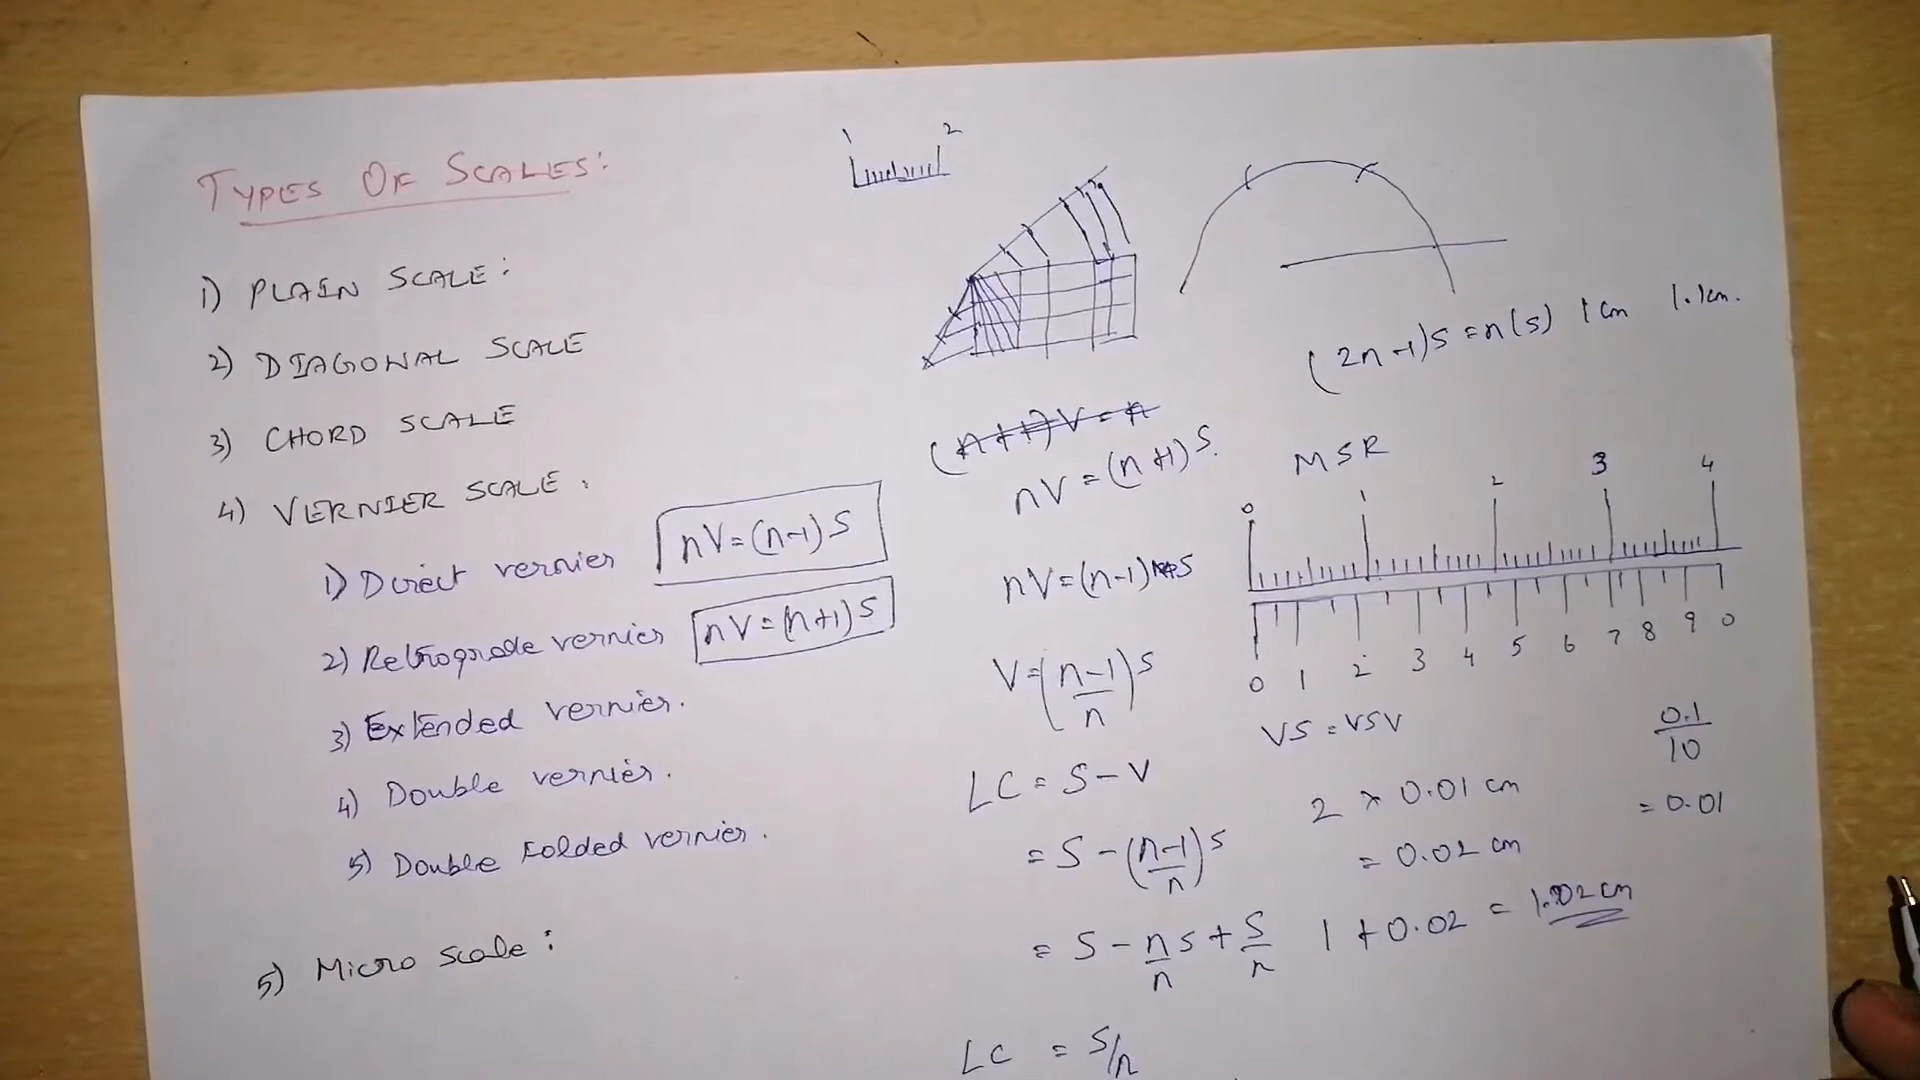 TYPES OF SCALES:
1) PLAIN SCALE:
2) DIAGONAL SCALE
3) CHORD SCALE
4) VERNIER SCALE:
1) Direct vernier nV=(n-1)S
2) Retrograde vernier nV=(n+1)S
3) Extended vernier.
4) Double vernier.
5) Double Folded vernier.
5) Micro scale:
1 2
(n+1)V=n
nV=(n+1)S.
nV=(n-1)S
V=(n-1/n)S
LC=S-V
=S-(n-1/n)S
=S-n/n S+S/n
LC = S/n
(2n-1)S=n(S) 1 cm 1.1cm.
MSR
0 1 2 3 4
0 1 2 3 4 5 6 7 8 9 0
VS=VSV
2 × 0.01 cm
= 0.02 cm
1+0.02 = 1.02 cm
0.1/10
= 0.01